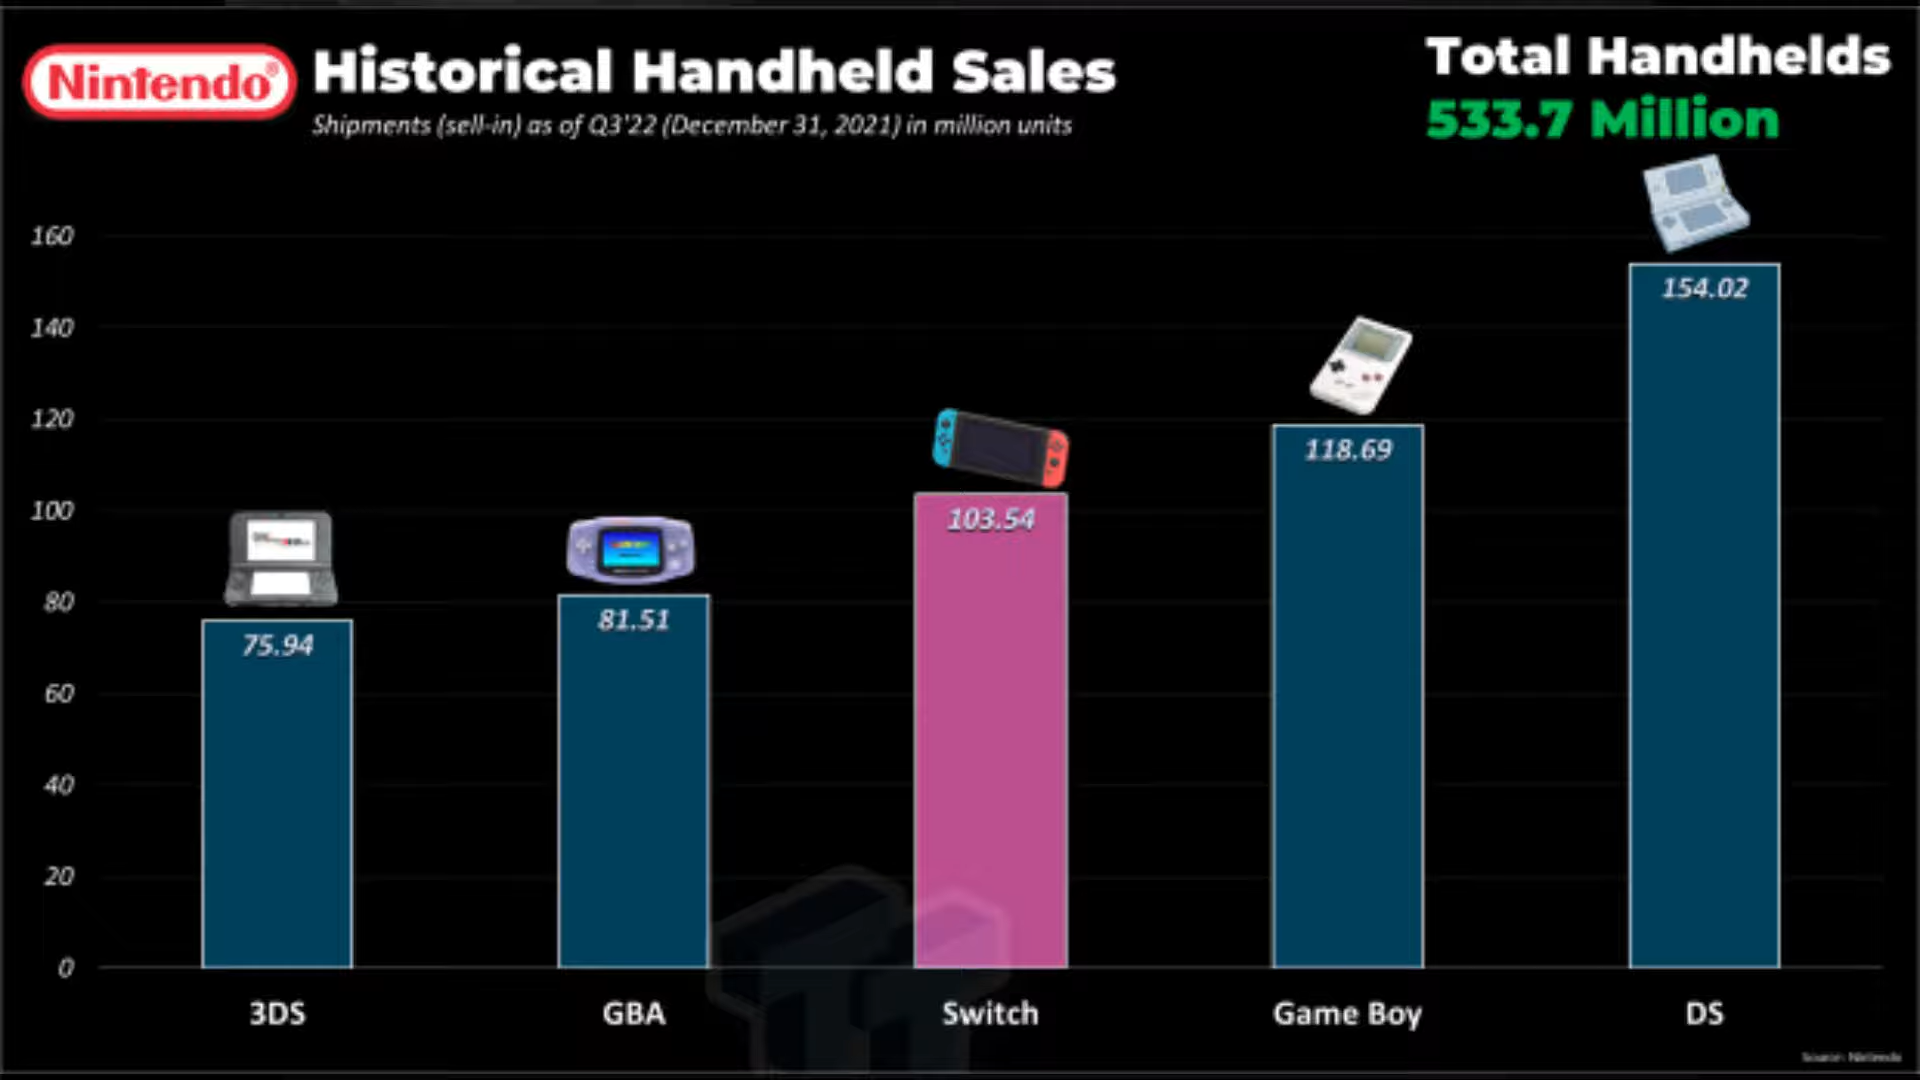 Nintendo®
Historical Handheld Sales
Shipments (sell-in) as of Q3'22 (December 31, 2021) in million units
Total Handhelds
533.7 Million
160
140
120
100
80
60
40
20
0
75.94
81.51
103.54
118.69
154.02
3DS
GBA
Switch
Game Boy
DS
Source: Nintendo